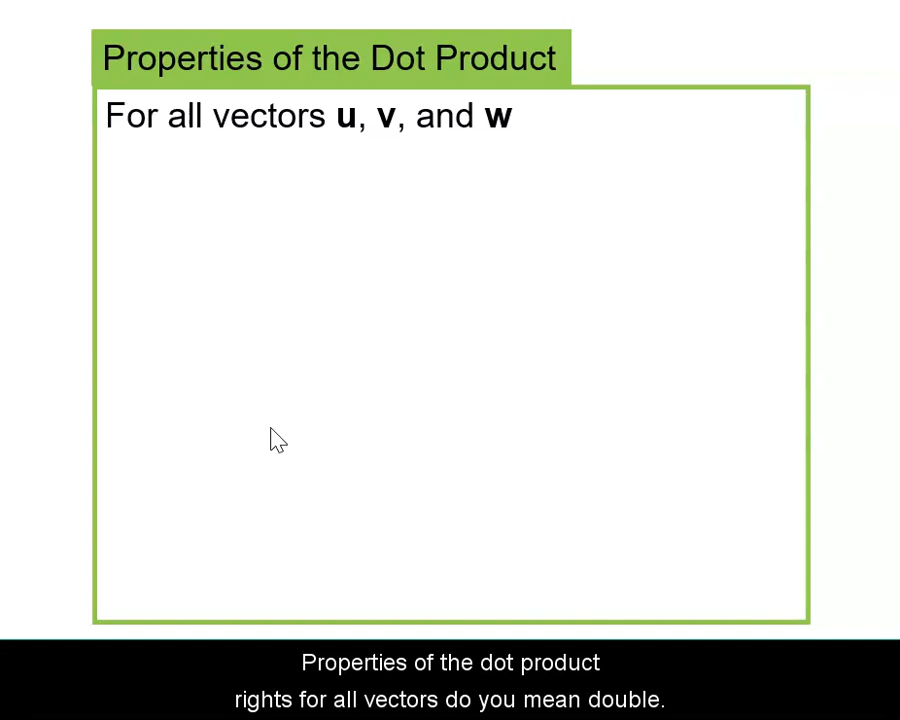 Properties of the Dot Product
For all vectors u, v, and w
Properties of the dot product
rights for all vectors do you mean double.